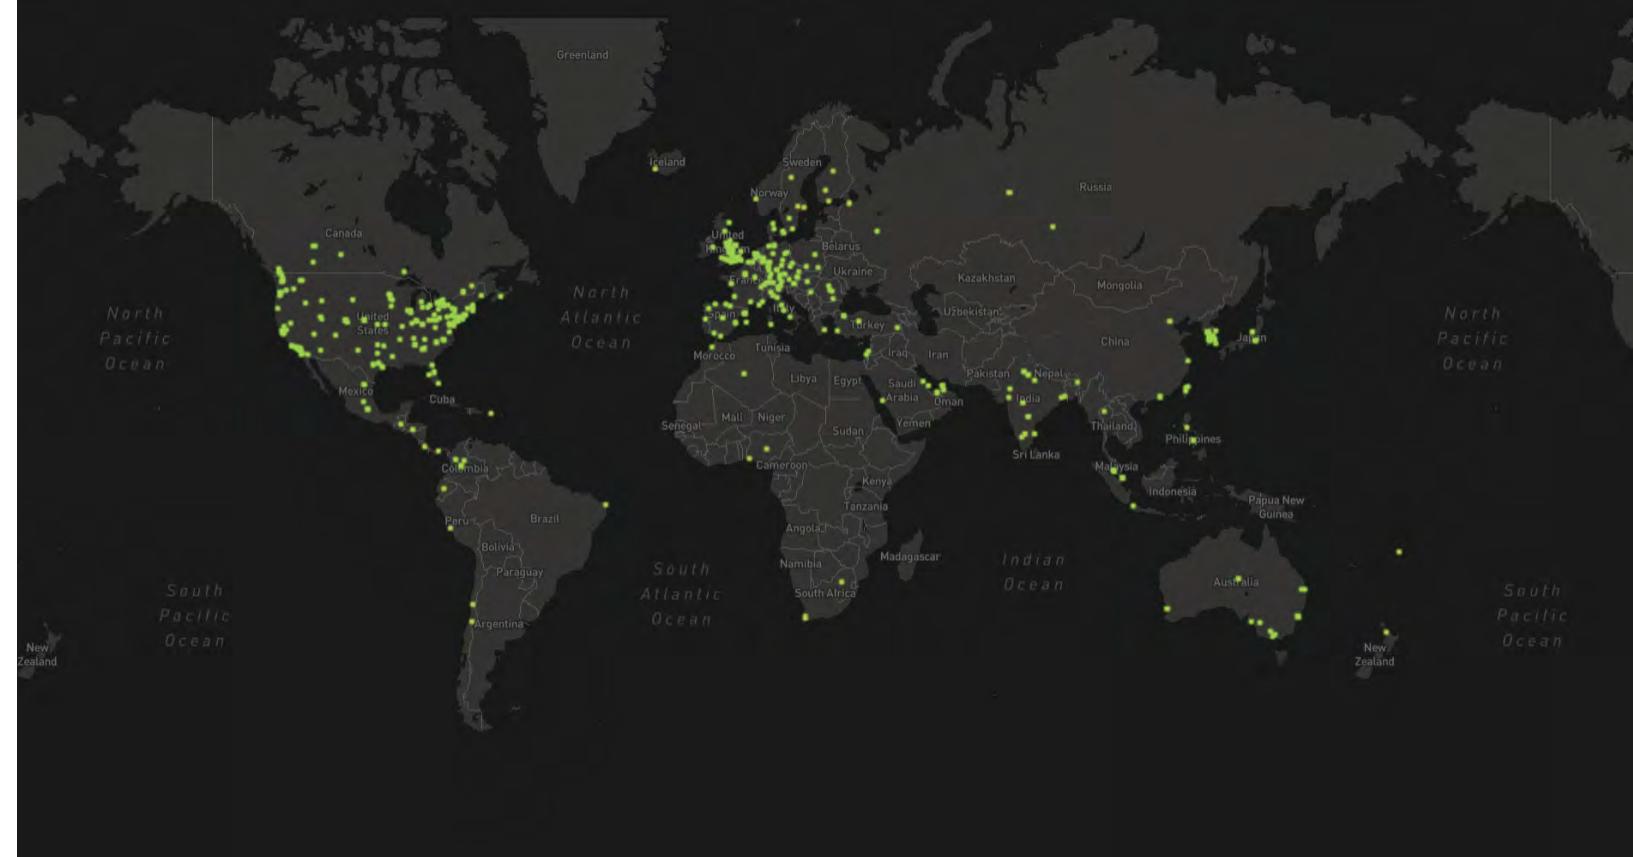 Greenland
Iceland
Sweden
Norway
Russia
Canada
United
Kingdom
Belarus
Ukraine
France
Kazakhstan
Mongolia
North
Pacific
Ocean
North
Atlantic
Ocean
North
Pacific
Ocean
United
States
Spain
Italy
Uzbekistan
Turkey
China
Japan
Morocco
Tunisia
Iraq
Iran
Pakistan
Nepal
Mexico
Cuba
Libya
Egypt
Saudi
Arabia
Oman
India
Mali
Niger
Senegal
Sudan
Yemen
Thailand
Philippines
Sri Lanka
Colombia
Cameroon
Malaysia
Kenya
Indonesia
Papua New
Guinea
Tanzania
Peru
Brazil
Angola
Bolivia
Madagascar
Namibia
Paraguay
South
Atlantic
Ocean
Indian
Ocean
South
Pacific
Ocean
South
Pacific
Ocean
South Africa
Australia
Argentina
New
Zealand
New
Zealand